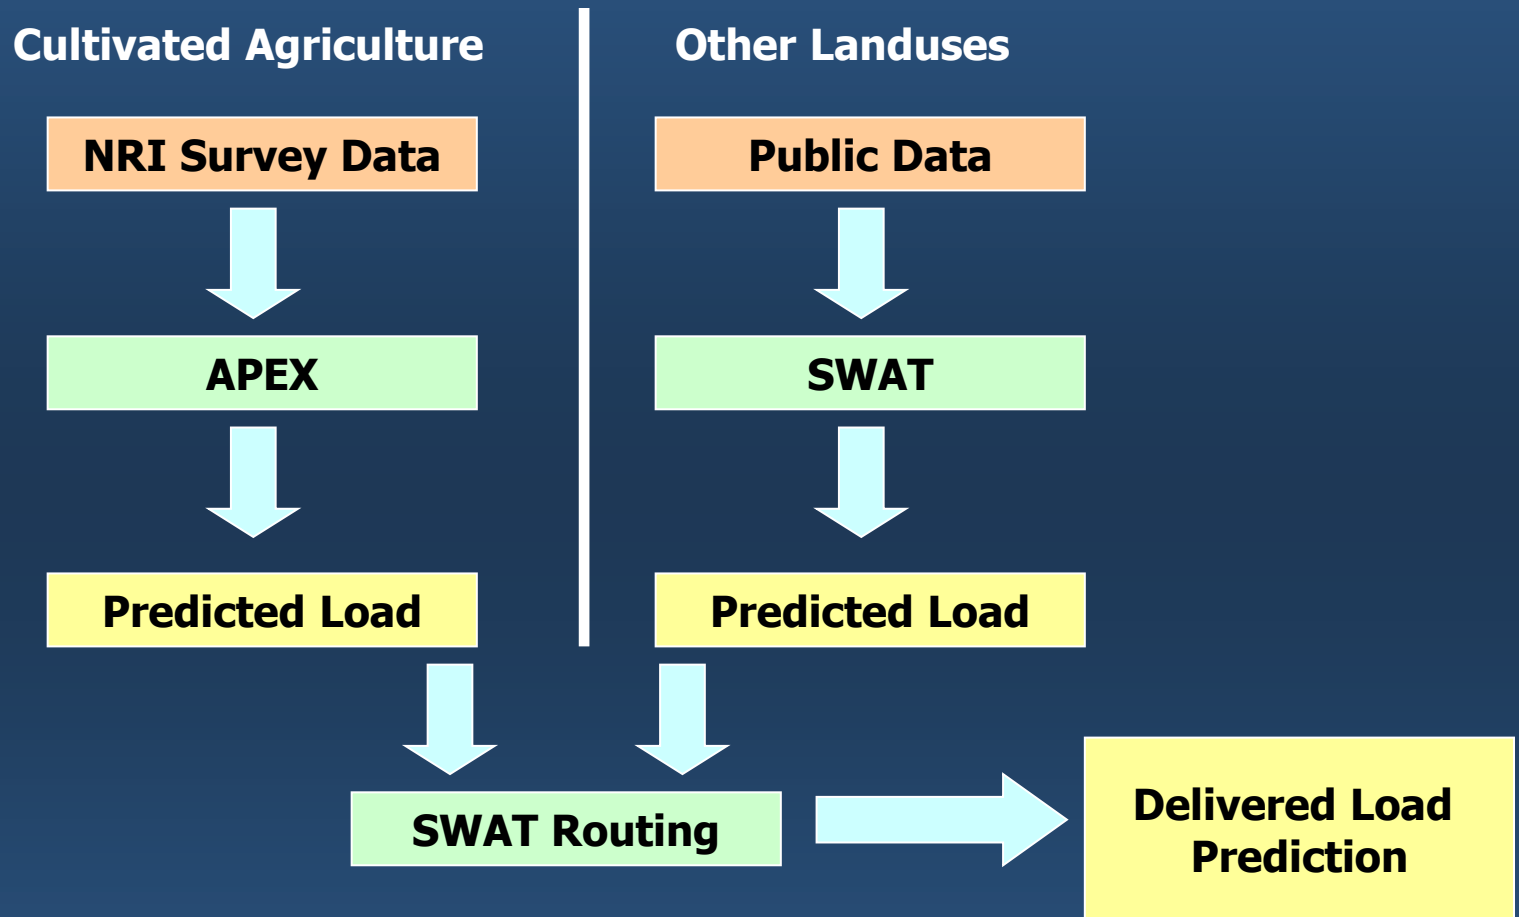 Cultivated Agriculture
Other Landuses
NRI Survey Data
Public Data
APEX
SWAT
Predicted Load
Predicted Load
SWAT Routing
Delivered Load
Prediction